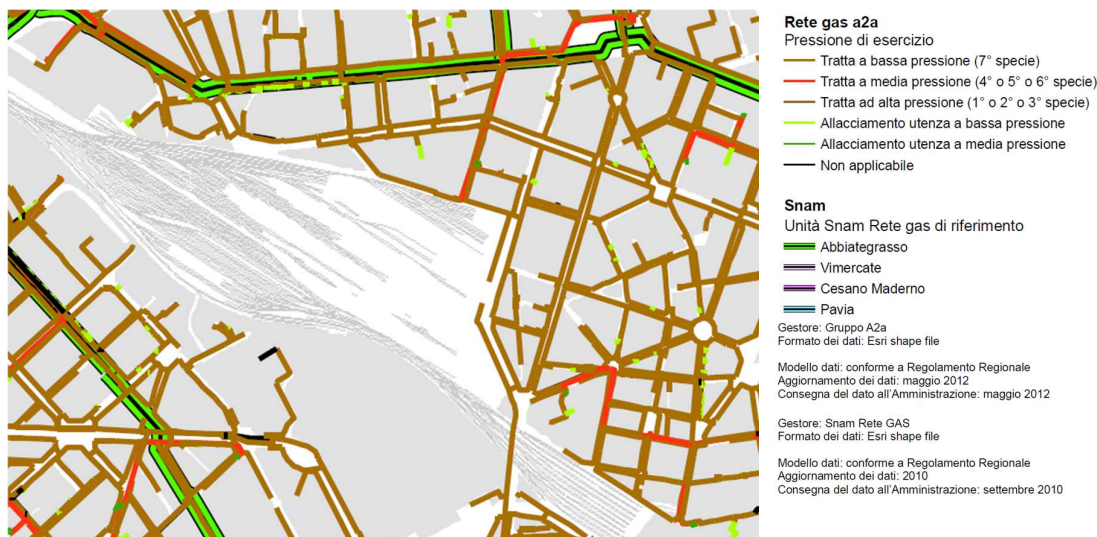 Rete gas a2a
Pressione di esercizio
Tratta a bassa pressione (7° specie)
Tratta a media pressione (4° o 5° o 6° specie)
Tratta ad alta pressione (1° o 2° o 3° specie)
Allacciamento utenza a bassa pressione
Allacciamento utenza a media pressione
Non applicabile
Snam
Unità Snam Rete gas di riferimento
Abbiategrasso
Vimercate
Cesano Maderno
Pavia
Gestore: Gruppo A2a
Formato dei dati: Esri shape file
Modello dati: conforme a Regolamento Regionale
Aggiornamento dei dati: maggio 2012
Consegna del dato all'Amministrazione: maggio 2012
Gestore: Snam Rete GAS
Formato dei dati: Esri shape file
Modello dati: conforme a Regolamento Regionale
Aggiornamento dei dati: 2010
Consegna del dato all'Amministrazione: settembre 2010